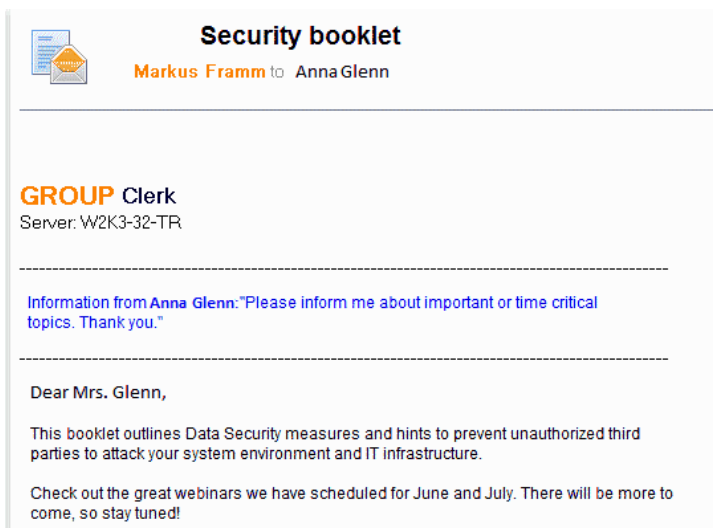 Security booklet
Markus Framm to Anna Glenn
GROUP Clerk
Server: W2K3-32-TR
--------------------------------------------------------------------------------------------------
Information from Anna Glenn:"Please inform me about important or time critical
topics. Thank you."
--------------------------------------------------------------------------------------------------
Dear Mrs. Glenn,
This booklet outlines Data Security measures and hints to prevent unauthorized third
parties to attack your system environment and IT infrastructure.
Check out the great webinars we have scheduled for June and July. There will be more to
come, so stay tuned!